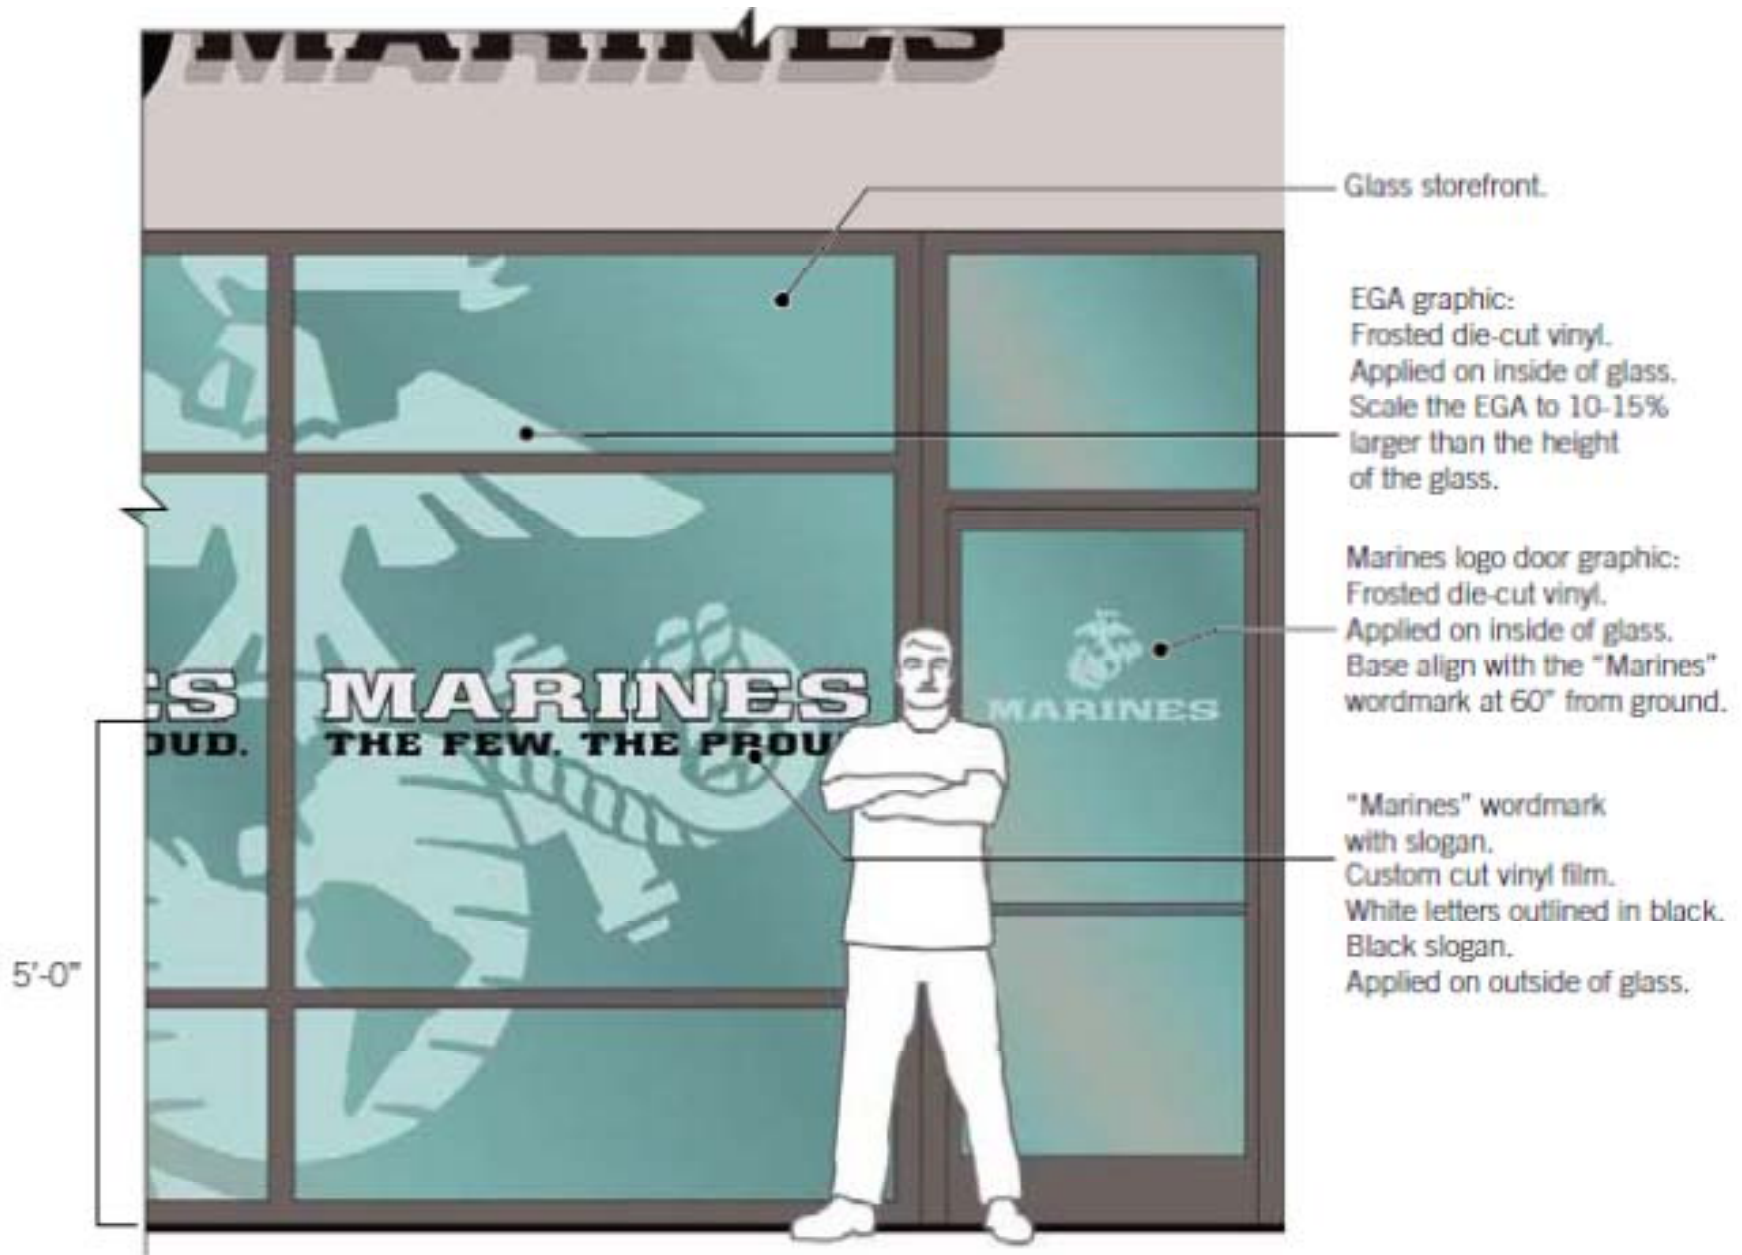 MARINES
Glass storefront.
EGA graphic:
Frosted die-cut vinyl.
Applied on inside of glass.
Scale the EGA to 10-15%
larger than the height
of the glass.
Marines logo door graphic:
Frosted die-cut vinyl.
Applied on inside of glass.
Base align with the “Marines”
wordmark at 60” from ground.
ES MARINES
OUD. THE FEW. THE PROU
MARINES
“Marines” wordmark
with slogan.
Custom cut vinyl film.
White letters outlined in black.
Black slogan.
Applied on outside of glass.
5’-0”